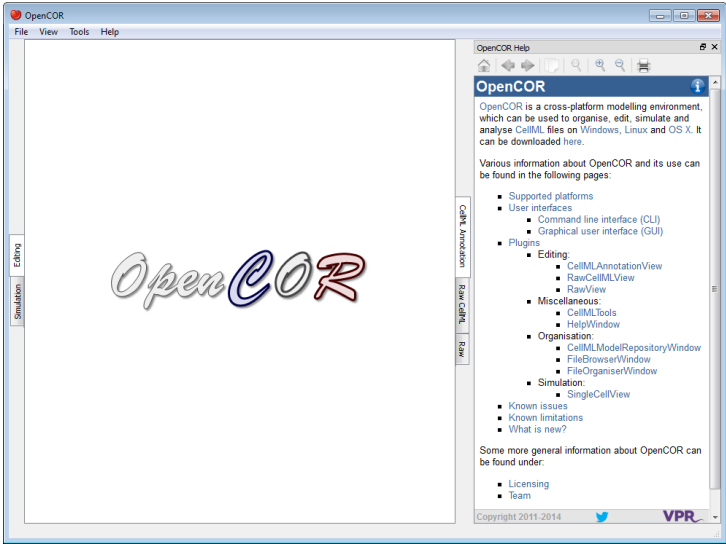 OpenCOR
File View Tools Help
Editing
Simulation
OpenCOR
CellML Annotation
Raw CellML
Raw
OpenCOR Help
OpenCOR
OpenCOR is a cross-platform modelling environment,
which can be used to organise, edit, simulate and
analyse CellML files on Windows, Linux and OS X. It
can be downloaded here.
Various information about OpenCOR and its use can
be found in the following pages:
Supported platforms
User interfaces
Command line interface (CLI)
Graphical user interface (GUI)
Plugins
Editing:
CellMLAnnotationView
RawCellMLView
RawView
Miscellaneous:
CellMLTools
HelpWindow
Organisation:
CellMLModelRepositoryWindow
FileBrowserWindow
FileOrganiserWindow
Simulation:
SingleCellView
Known issues
Known limitations
What is new?
Some more general information about OpenCOR can
be found under:
Licensing
Team
Copyright 2011-2014
VPR